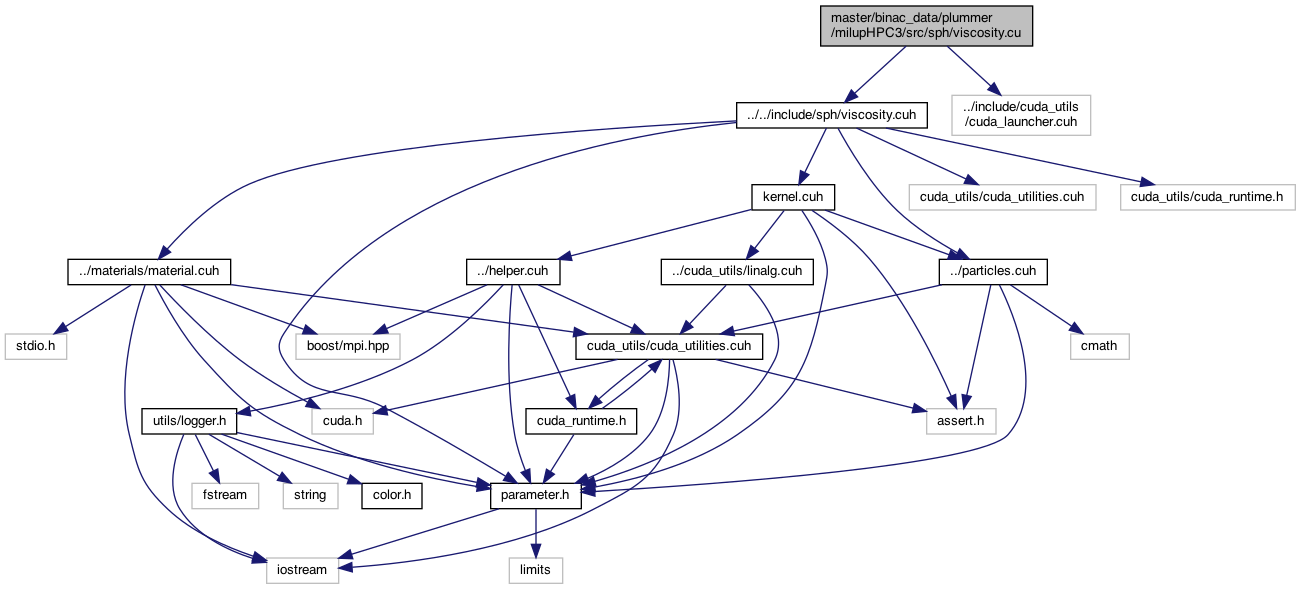 master/binac_data/plummer
/milupHPC3/src/sph/viscosity.cu
../../include/sph/viscosity.cuh
../include/cuda_utils
/cuda_launcher.cuh
kernel.cuh
cuda_utils/cuda_utilities.cuh
cuda_utils/cuda_runtime.h
../materials/material.cuh
../helper.cuh
../cuda_utils/linalg.cuh
../particles.cuh
stdio.h
boost/mpi.hpp
cuda_utils/cuda_utilities.cuh
cmath
utils/logger.h
cuda.h
cuda_runtime.h
assert.h
fstream
string
color.h
parameter.h
iostream
limits